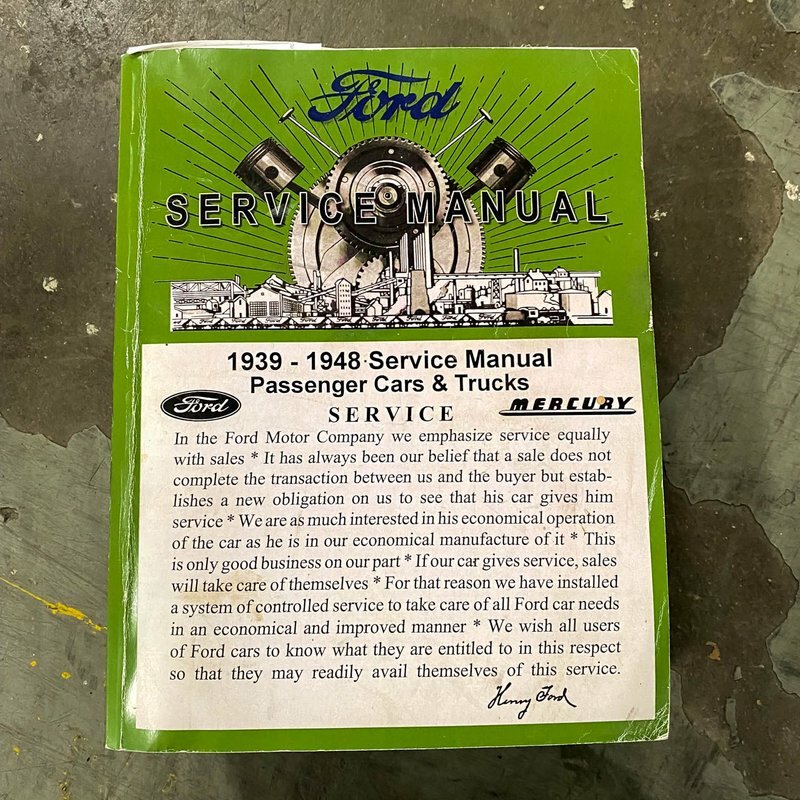 Ford
SERVICE MANUAL
Ford
1939 - 1948 Service Manual
Passenger Cars & Trucks
Ford
MERCURY
SERVICE
In the Ford Motor Company we emphasize service equally
with sales * It has always been our belief that a sale does not
complete the transaction between us and the buyer but estab-
lishes a new obligation on us to see that his car gives him
service * We are as much interested in his economical operation
of the car as he is in our economical manufacture of it * This
is only good business on our part * If our car gives service, sales
will take care of themselves * For that reason we have installed
a system of controlled service to take care of all Ford car needs
in an economical and improved manner * We wish all users
of Ford cars to know what they are entitled to in this respect
so that they may readily avail themselves of this service.
Henry Ford